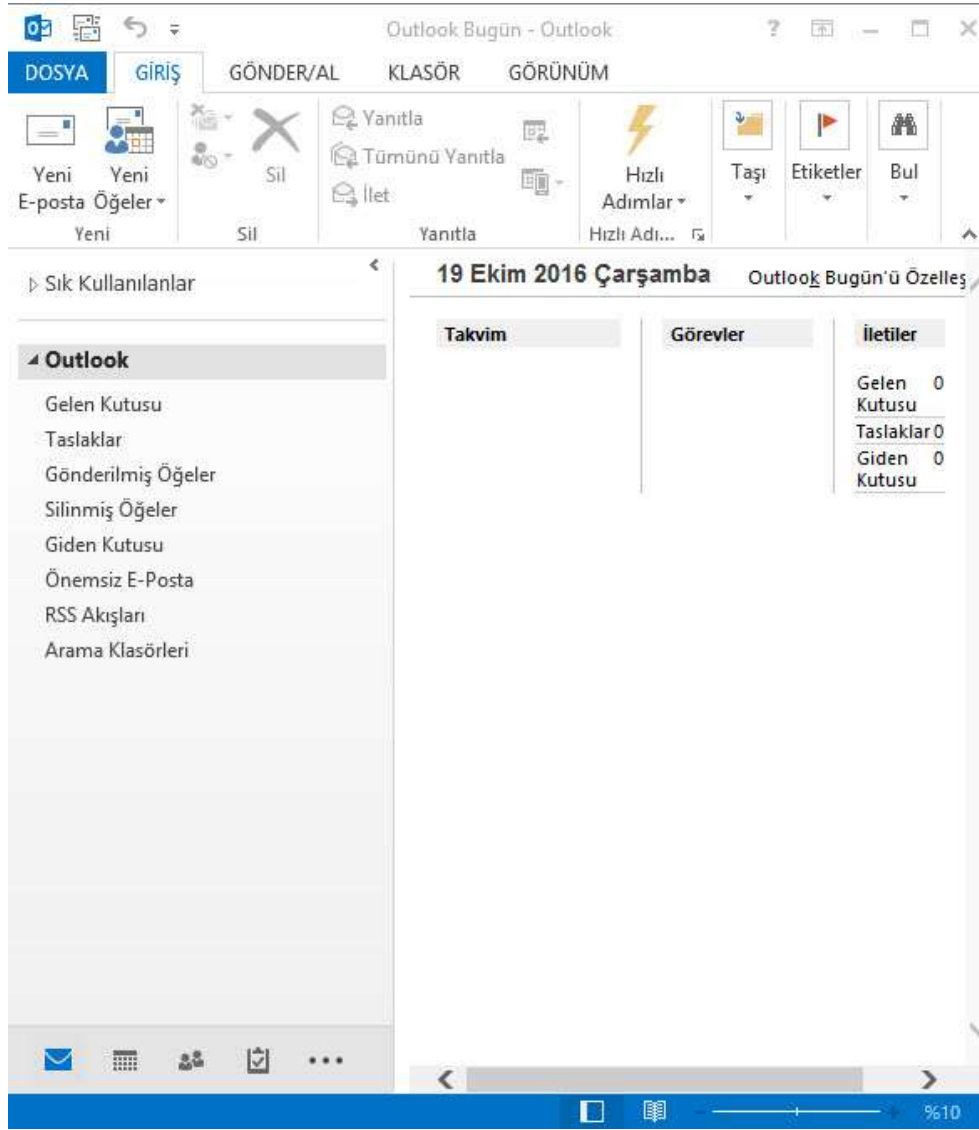 Outlook Bugün - Outlook
DOSYA GİRİŞ GÖNDER/AL KLASÖR GÖRÜNÜM
Yeni E-posta
Yeni Öğeler
Yeni
Sil
Sil
Yanıtla
Tümünü Yanıtla
İlet
Yanıtla
Hızlı Adımlar
Hızlı Adı...
Taşı
Etiketler
Bul
Sık Kullanılanlar
Outlook
Gelen Kutusu
Taslaklar
Gönderilmiş Öğeler
Silinmiş Öğeler
Giden Kutusu
Önemsiz E-Posta
RSS Akışları
Arama Klasörleri
19 Ekim 2016 Çarşamba Outlook Bugün'ü Özelleş
Takvim Görevler İletiler
Gelen 0
Kutusu
Taslaklar 0
Giden 0
Kutusu
%10